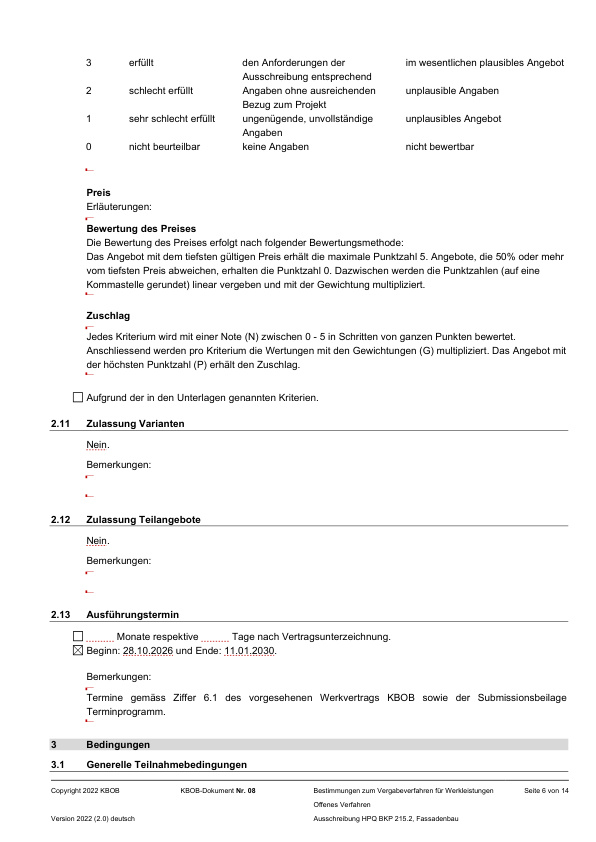 3 erfüllt den Anforderungen der im wesentlichen plausibles Angebot
Ausschreibung entsprechend
2 schlecht erfüllt Angaben ohne ausreichenden unplausible Angaben
Bezug zum Projekt
1 sehr schlecht erfüllt ungenügende, unvollständige unplausibles Angebot
Angaben
0 nicht beurteilbar keine Angaben nicht bewertbar
Preis
Erläuterungen:
Bewertung des Preises
Die Bewertung des Preises erfolgt nach folgender Bewertungsmethode:
Das Angebot mit dem tiefsten gültigen Preis erhält die maximale Punktzahl 5. Angebote, die 50% oder mehr
vom tiefsten Preis abweichen, erhalten die Punktzahl 0. Dazwischen werden die Punktzahlen (auf eine
Kommastelle gerundet) linear vergeben und mit der Gewichtung multipliziert.
Zuschlag
Jedes Kriterium wird mit einer Note (N) zwischen 0 - 5 in Schritten von ganzen Punkten bewertet.
Anschliessend werden pro Kriterium die Wertungen mit den Gewichtungen (G) multipliziert. Das Angebot mit
der höchsten Punktzahl (P) erhält den Zuschlag.
☐ Aufgrund der in den Unterlagen genannten Kriterien.
2.11 Zulassung Varianten
Nein.
Bemerkungen:
2.12 Zulassung Teilangebote
Nein.
Bemerkungen:
2.13 Ausführungstermin
☐ ......... Monate respektive ......... Tage nach Vertragsunterzeichnung.
☒ Beginn: 28.10.2026 und Ende: 11.01.2030.
Bemerkungen:
Termine gemäss Ziffer 6.1 des vorgesehenen Werkvertrags KBOB sowie der Submissionsbeilage
Terminprogramm.
3 Bedingungen
3.1 Generelle Teilnahmebedingungen
Copyright 2022 KBOB KBOB-Dokument Nr. 08 Bestimmungen zum Vergabeverfahren für Werkleistungen Seite 6 von 14
Offenes Verfahren
Version 2022 (2.0) deutsch Ausschreibung HPQ BKP 215.2, Fassadenbau